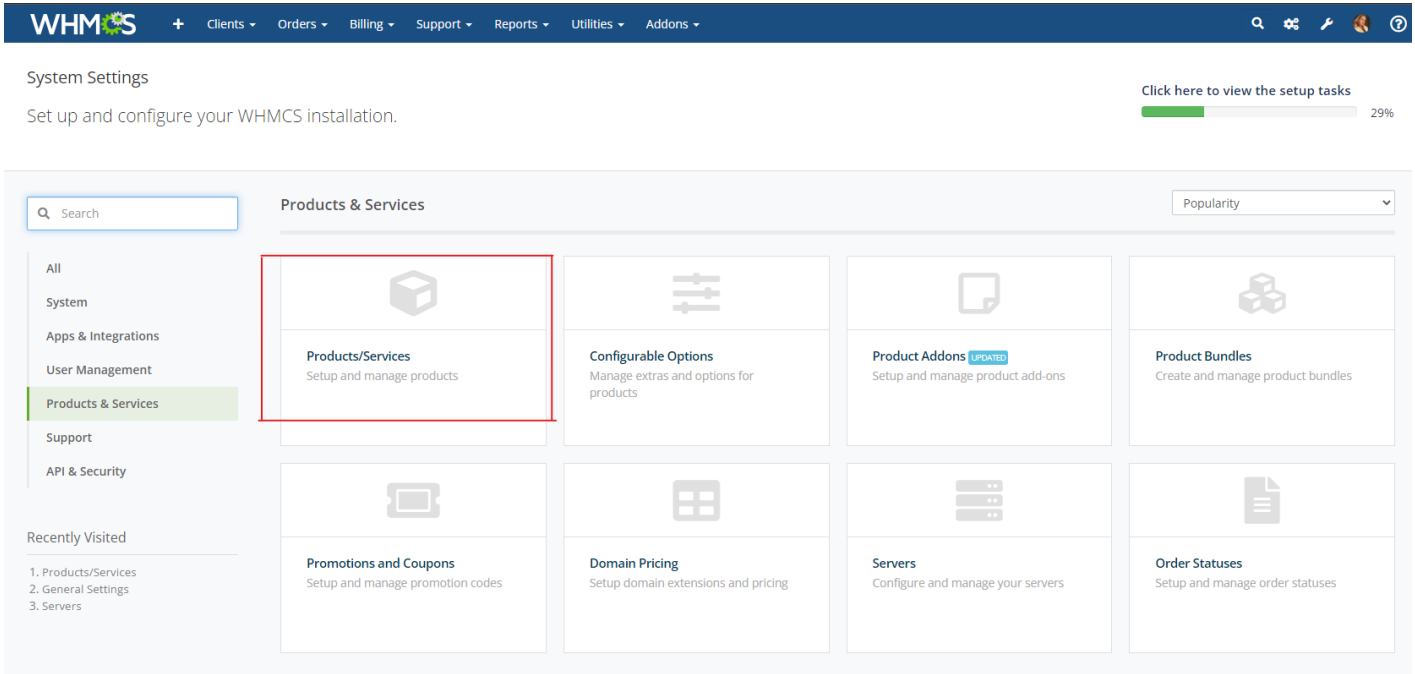 WHMCS + Clients Orders Billing Support Reports Utilities Addons
System Settings
Set up and configure your WHMCS installation.
Click here to view the setup tasks
29%
Search
All
System
Apps & Integrations
User Management
Products & Services
Support
API & Security
Recently Visited
1. Products/Services
2. General Settings
3. Servers
Products & Services
Popularity
Products/Services
Setup and manage products
Configurable Options
Manage extras and options for
products
Product Addons UPDATED
Setup and manage product add-ons
Product Bundles
Create and manage product bundles
Promotions and Coupons
Setup and manage promotion codes
Domain Pricing
Setup domain extensions and pricing
Servers
Configure and manage your servers
Order Statuses
Setup and manage order statuses